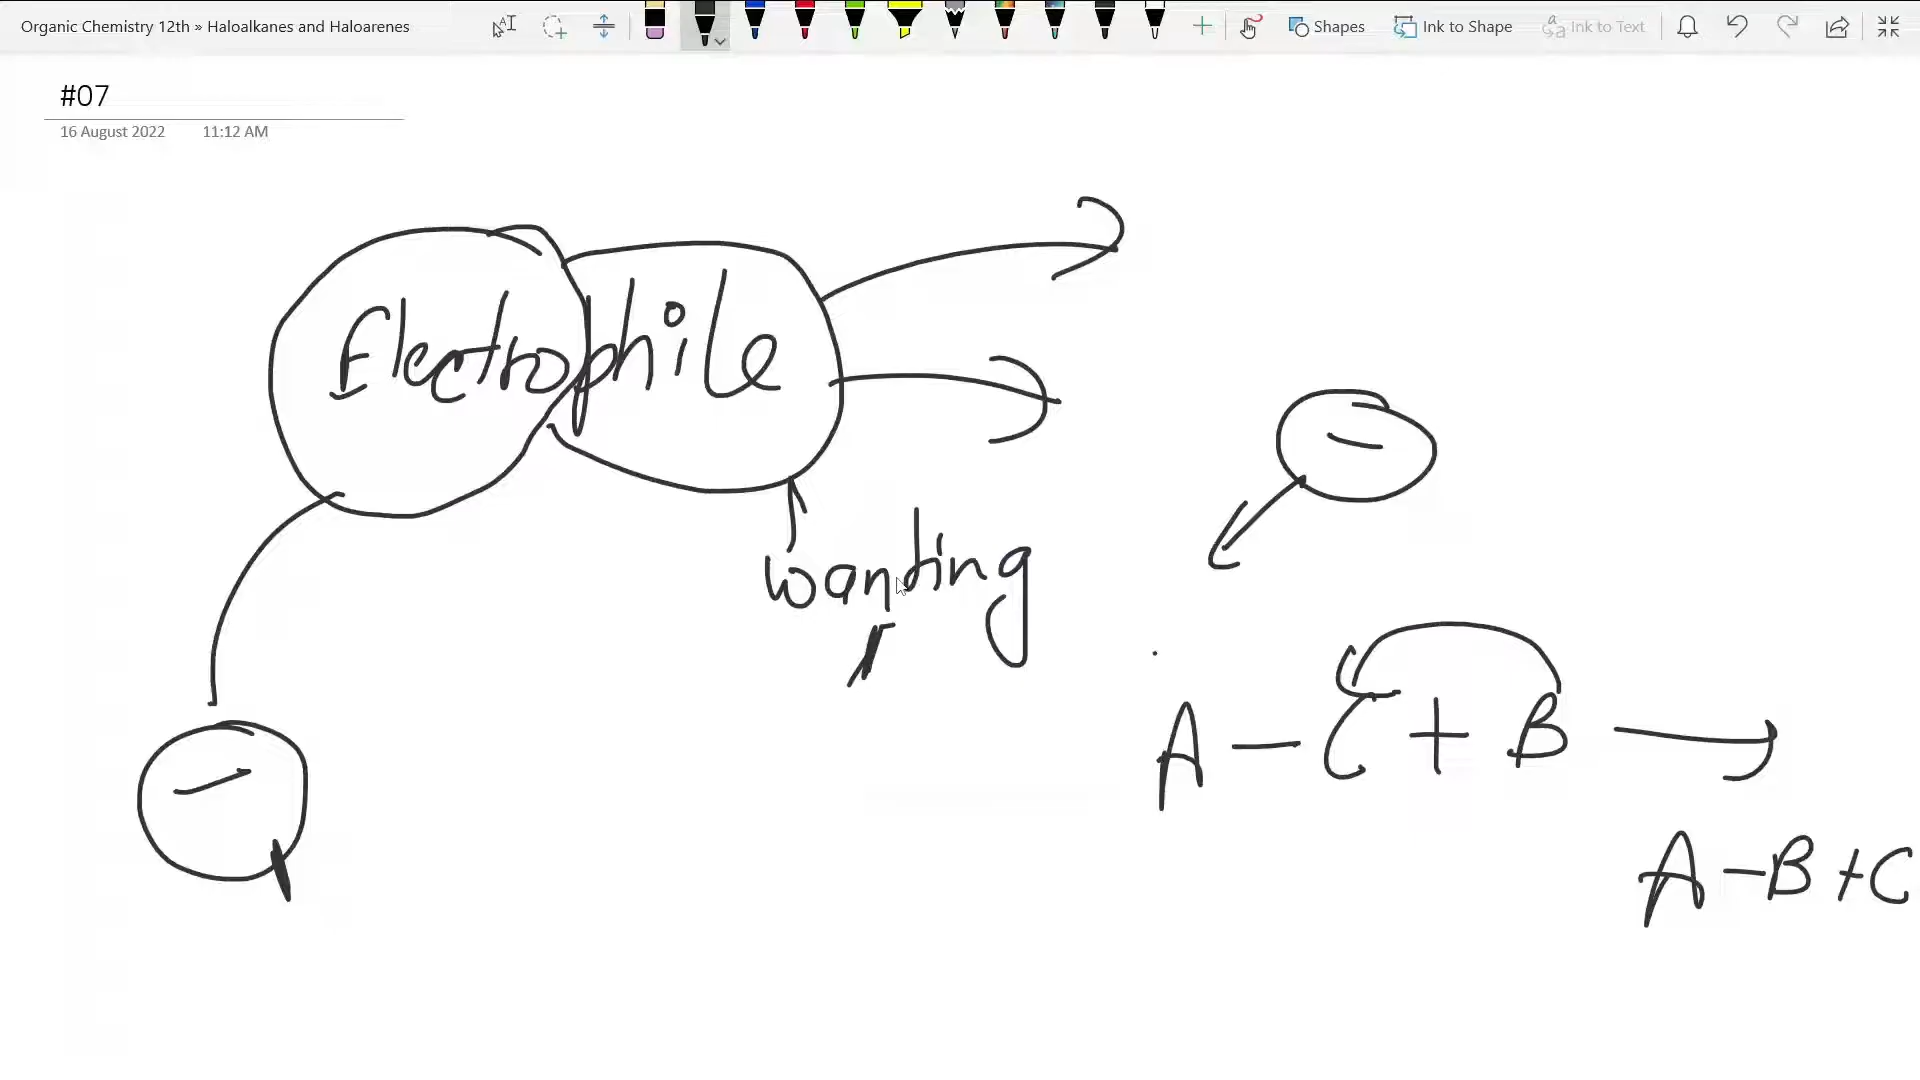 Organic Chemistry 12th » Haloalkanes and Haloarenes
Shapes
Ink to Shape
Ink to Text
#07
16 August 2022 11:12 AM
Electrophile
−
wanting
A − C + B ⟶
A − B + C
−